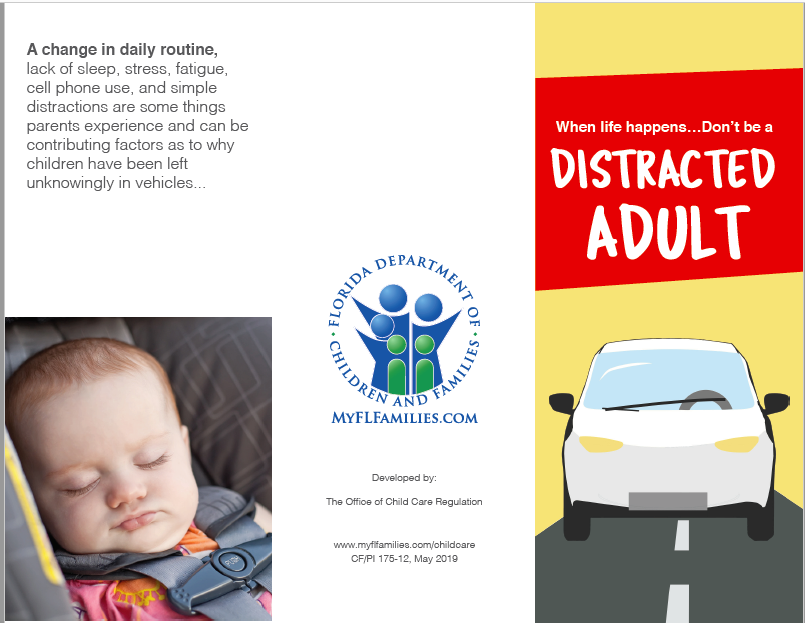 A change in daily routine,
lack of sleep, stress, fatigue,
cell phone use, and simple
distractions are some things
parents experience and can be
contributing factors as to why
children have been left
unknowingly in vehicles...
FLORIDA DEPARTMENT OF
CHILDREN AND FAMILIES
MYFLFAMILIES.COM
Developed by:
The Office of Child Care Regulation
www.myflfamilies.com/childcare
CF/PI 175-12, May 2019
When life happens...Don't be a
DISTRACTED
ADULT